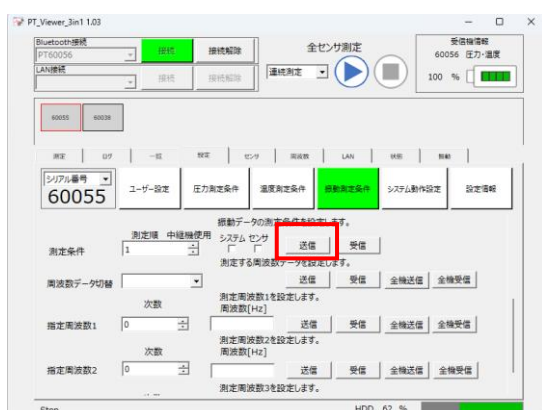 PT_Viewer_3in1 1.03
Bluetooth接続
PT60056 接続 接続解除
LAN接続
接続 接続解除
全センサ測定
連続測定
受信機情報
60056 圧力・温度
100 %
60055 60038
測定 ログ 一覧 設定 センサ 周波数 LAN 状態
シリアル番号
60055
ユーザー設定 圧力測定条件 温度測定条件 振動測定条件 システム動作設定 設定情報
振動データの測定条件を設定します。
測定順 中継機使用 システム センサ
測定条件 1 送信 受信
測定する周波数データを設定します。
周波数データ切替 送信 受信 全機送信 全機受信
測定周波数1を設定します。
次数 周波数[Hz]
指定周波数1 0 送信 受信 全機送信 全機受信
測定周波数2を設定します。
次数 周波数[Hz]
指定周波数2 0 送信 受信 全機送信 全機受信
測定周波数3を設定します。
Stop HDD 62 %